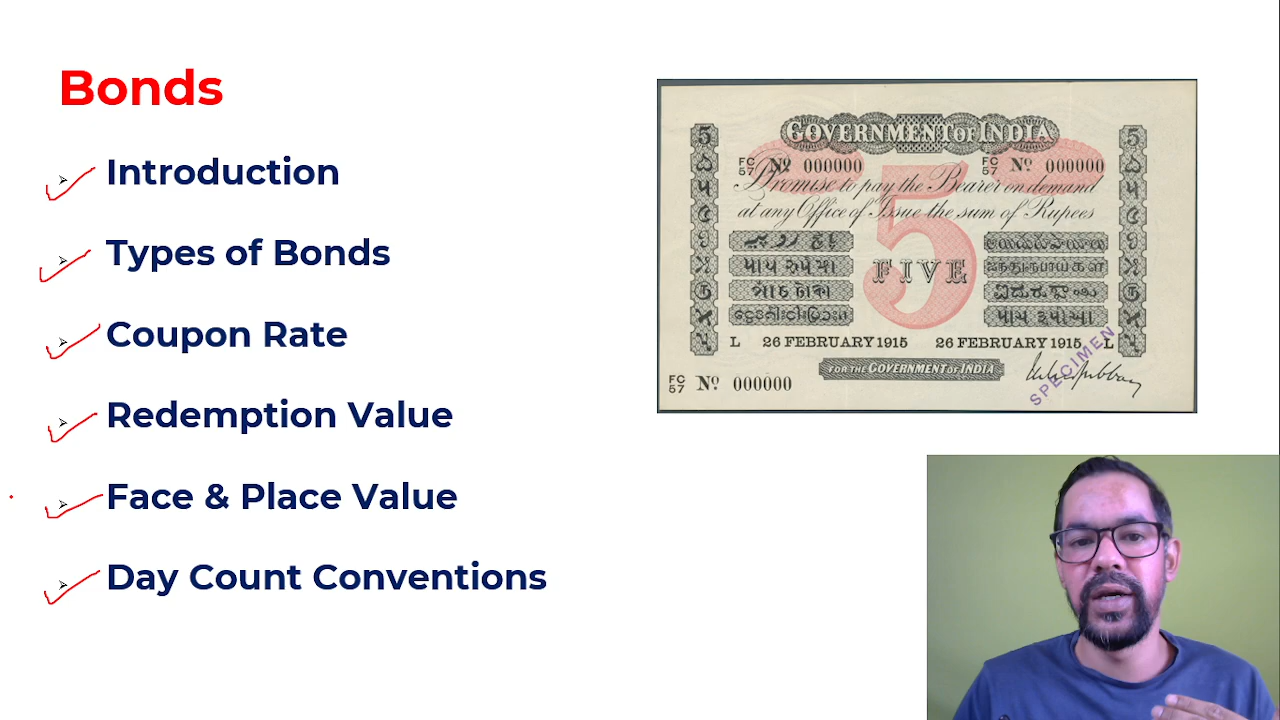 Bonds
Introduction
Types of Bonds
Coupon Rate
Redemption Value
Face & Place Value
Day Count Conventions
GOVERNMENT OF INDIA
5 5
FC 57 Nº 000000 FC 57 Nº 000000
Promise to pay the Bearer on demand
at any Office of Issue the sum of Rupees
5
FIVE
L 26 FEBRUARY 1915 26 FEBRUARY 1915 L
FOR THE GOVERNMENT OF INDIA
FC 57 Nº 000000
SPECIMEN